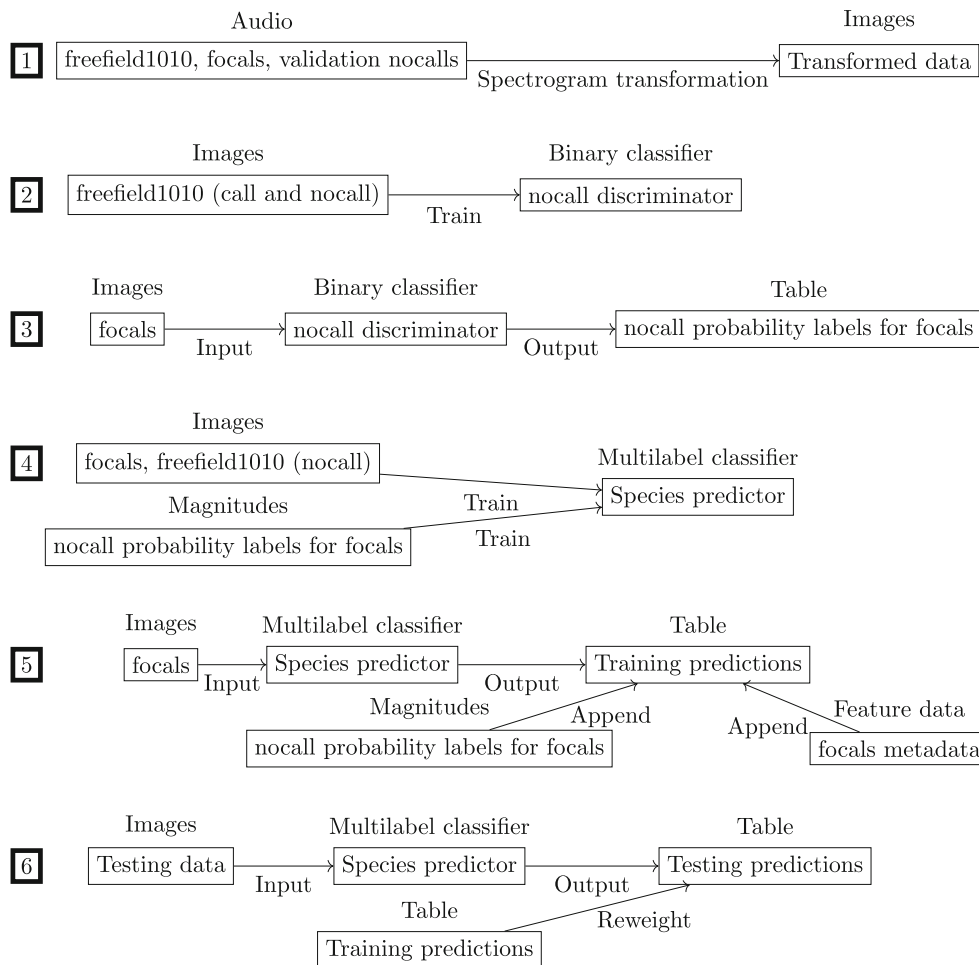 Audio
Images
1
freefield1010, focals, validation nocalls
Transformed data
Spectrogram transformation
Images
Binary classifier
2
freefield1010 (call and nocall)
nocall discriminator
Train
Images
Binary classifier
Table
3
focals
nocall discriminator
nocall probability labels for focals
Input
Output
Images
4
focals, freefield1010 (nocall)
Multilabel classifier
Species predictor
Train
Magnitudes
nocall probability labels for focals
Train
Images
Multilabel classifier
Table
5
focals
Species predictor
Training predictions
Input
Output
Magnitudes
Append
Append
Feature data
nocall probability labels for focals
focals metadata
Images
Multilabel classifier
Table
6
Testing data
Species predictor
Testing predictions
Input
Output
Table
Reweight
Training predictions